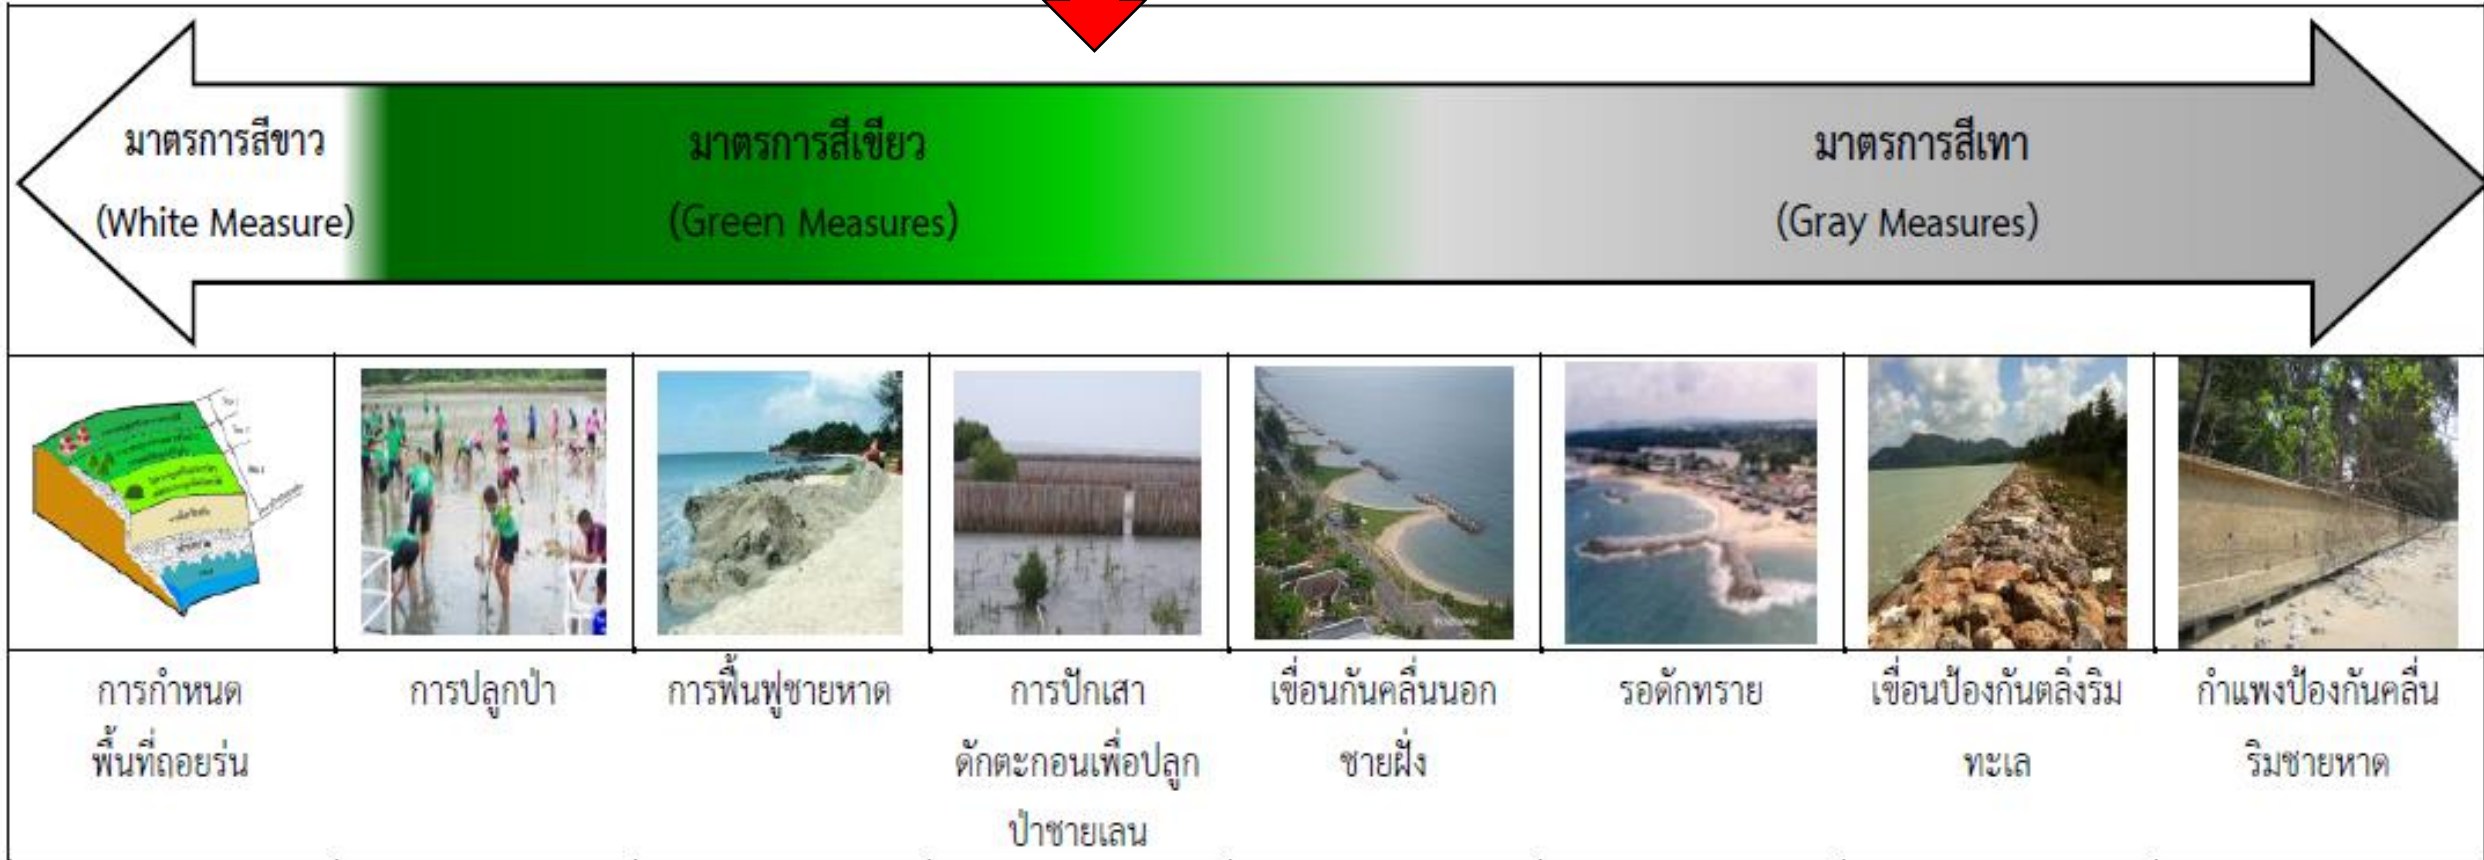 มาตรการสีขาว
(White Measure)
มาตรการสีเขียว
(Green Measures)
มาตรการสีเทา
(Gray Measures)
การกำหนด
พื้นที่ถอยร่น
การปลูกป่า
การฟื้นฟูชายหาด
การปักเสา
ดักตะกอนเพื่อปลูก
ป่าชายเลน
เขื่อนกันคลื่นนอก
ชายฝั่ง
รอดักทราย
เขื่อนป้องกันตลิ่งริม
ทะเล
กำแพงป้องกันคลื่น
ริมชายหาด